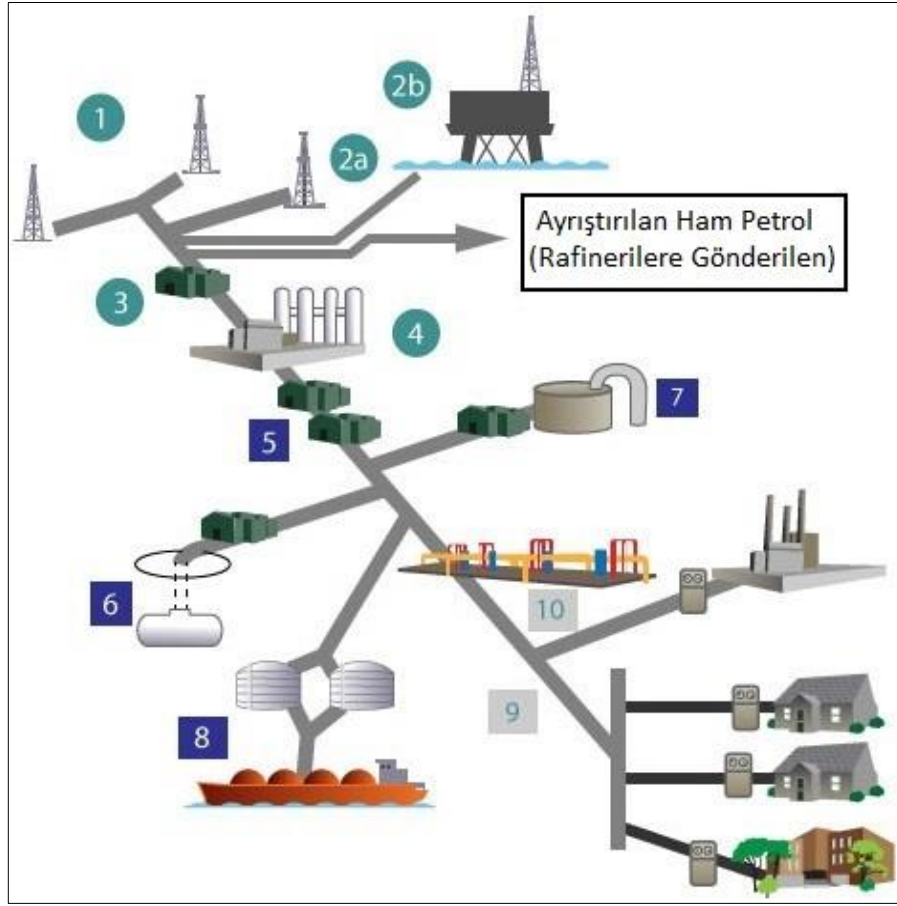 1
2b
2a
Ayrıştırılan Ham Petrol
(Rafinerilere Gönderilen)
3
4
7
5
6
10
9
8